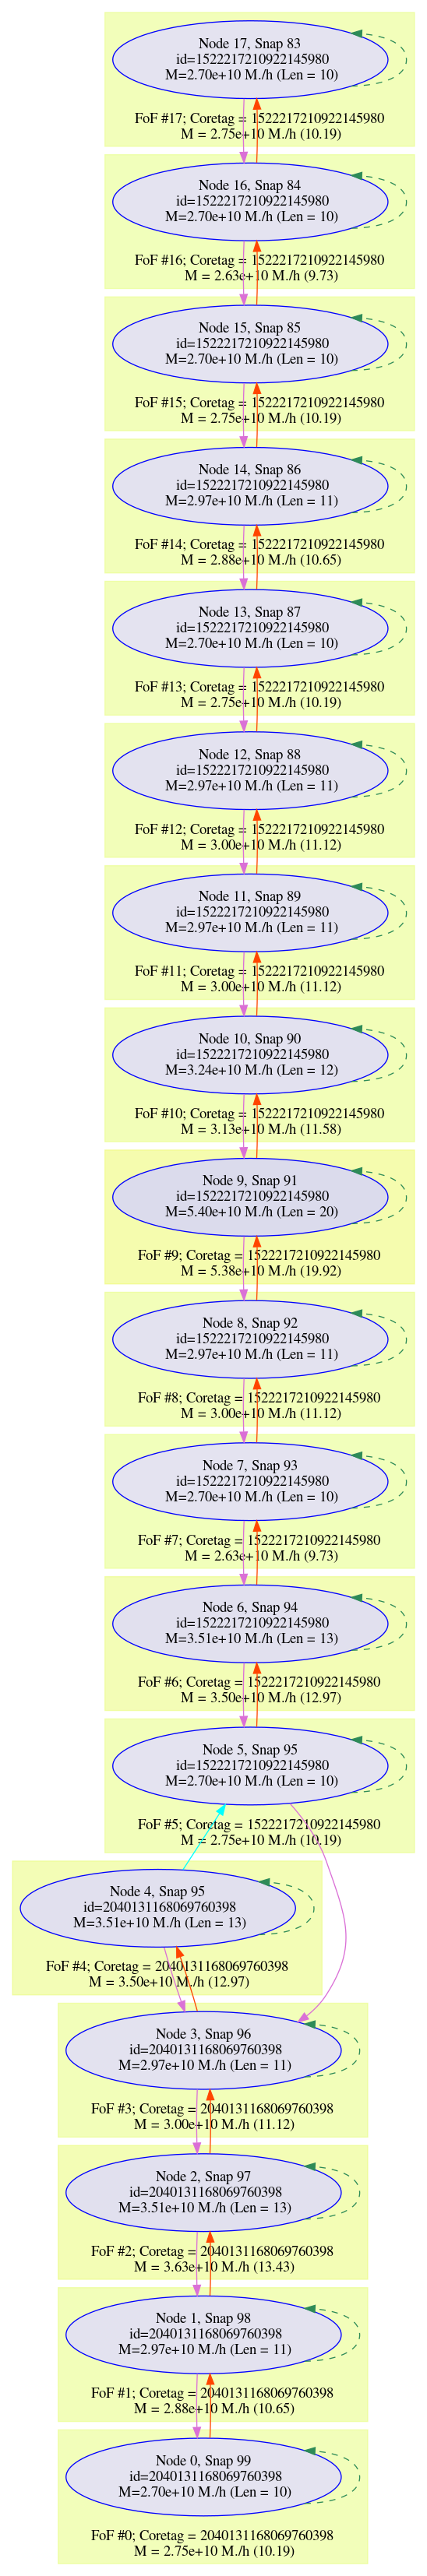 Node 17, Snap 83
id=1522217210922145980
M=2.70e+10 M./h (Len = 10)
FoF #17; Coretag = 1522217210922145980
M = 2.75e+10 M./h (10.19)
Node 16, Snap 84
id=1522217210922145980
M=2.70e+10 M./h (Len = 10)
FoF #16; Coretag = 1522217210922145980
M = 2.63e+10 M./h (9.73)
Node 15, Snap 85
id=1522217210922145980
M=2.70e+10 M./h (Len = 10)
FoF #15; Coretag = 1522217210922145980
M = 2.75e+10 M./h (10.19)
Node 14, Snap 86
id=1522217210922145980
M=2.97e+10 M./h (Len = 11)
FoF #14; Coretag = 1522217210922145980
M = 2.88e+10 M./h (10.65)
Node 13, Snap 87
id=1522217210922145980
M=2.70e+10 M./h (Len = 10)
FoF #13; Coretag = 1522217210922145980
M = 2.75e+10 M./h (10.19)
Node 12, Snap 88
id=1522217210922145980
M=2.97e+10 M./h (Len = 11)
FoF #12; Coretag = 1522217210922145980
M = 3.00e+10 M./h (11.12)
Node 11, Snap 89
id=1522217210922145980
M=2.97e+10 M./h (Len = 11)
FoF #11; Coretag = 1522217210922145980
M = 3.00e+10 M./h (11.12)
Node 10, Snap 90
id=1522217210922145980
M=3.24e+10 M./h (Len = 12)
FoF #10; Coretag = 1522217210922145980
M = 3.13e+10 M./h (11.58)
Node 9, Snap 91
id=1522217210922145980
M=5.40e+10 M./h (Len = 20)
FoF #9; Coretag = 1522217210922145980
M = 5.38e+10 M./h (19.92)
Node 8, Snap 92
id=1522217210922145980
M=2.97e+10 M./h (Len = 11)
FoF #8; Coretag = 1522217210922145980
M = 3.00e+10 M./h (11.12)
Node 7, Snap 93
id=1522217210922145980
M=2.70e+10 M./h (Len = 10)
FoF #7; Coretag = 1522217210922145980
M = 2.63e+10 M./h (9.73)
Node 6, Snap 94
id=1522217210922145980
M=3.51e+10 M./h (Len = 13)
FoF #6; Coretag = 1522217210922145980
M = 3.50e+10 M./h (12.97)
Node 5, Snap 95
id=1522217210922145980
M=2.70e+10 M./h (Len = 10)
FoF #5; Coretag = 1522217210922145980
M = 2.75e+10 M./h (10.19)
Node 4, Snap 95
id=2040131168069760398
M=3.51e+10 M./h (Len = 13)
FoF #4; Coretag = 2040131168069760398
M = 3.50e+10 M./h (12.97)
Node 3, Snap 96
id=2040131168069760398
M=2.97e+10 M./h (Len = 11)
FoF #3; Coretag = 2040131168069760398
M = 3.00e+10 M./h (11.12)
Node 2, Snap 97
id=2040131168069760398
M=3.51e+10 M./h (Len = 13)
FoF #2; Coretag = 2040131168069760398
M = 3.63e+10 M./h (13.43)
Node 1, Snap 98
id=2040131168069760398
M=2.97e+10 M./h (Len = 11)
FoF #1; Coretag = 2040131168069760398
M = 2.88e+10 M./h (10.65)
Node 0, Snap 99
id=2040131168069760398
M=2.70e+10 M./h (Len = 10)
FoF #0; Coretag = 2040131168069760398
M = 2.75e+10 M./h (10.19)